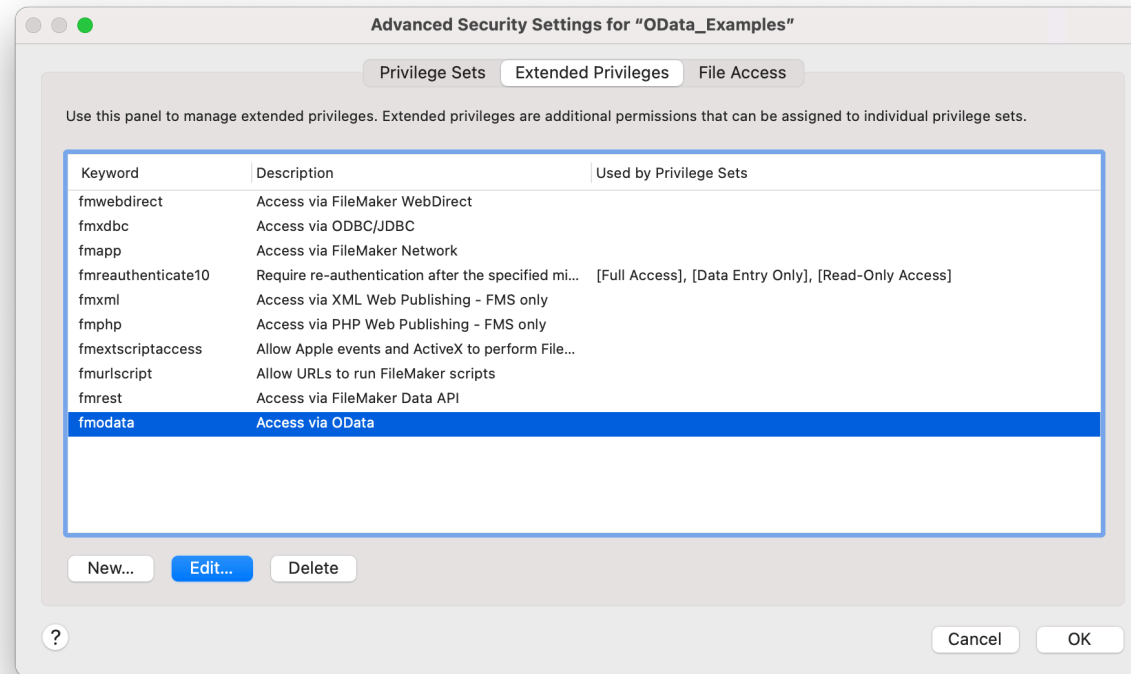 Advanced Security Settings for “OData_Examples”
Privilege Sets Extended Privileges File Access
Use this panel to manage extended privileges. Extended privileges are additional permissions that can be assigned to individual privilege sets.
Keyword Description Used by Privilege Sets
fmwebdirect Access via FileMaker WebDirect
fmxdbc Access via ODBC/JDBC
fmapp Access via FileMaker Network
fmreauthenticate10 Require re-authentication after the specified mi... [Full Access], [Data Entry Only], [Read-Only Access]
fmxml Access via XML Web Publishing - FMS only
fmphp Access via PHP Web Publishing - FMS only
fmextscriptaccess Allow Apple events and ActiveX to perform File...
fmurlscript Allow URLs to run FileMaker scripts
fmrest Access via FileMaker Data API
fmodata Access via OData
New... Edit... Delete
? Cancel OK